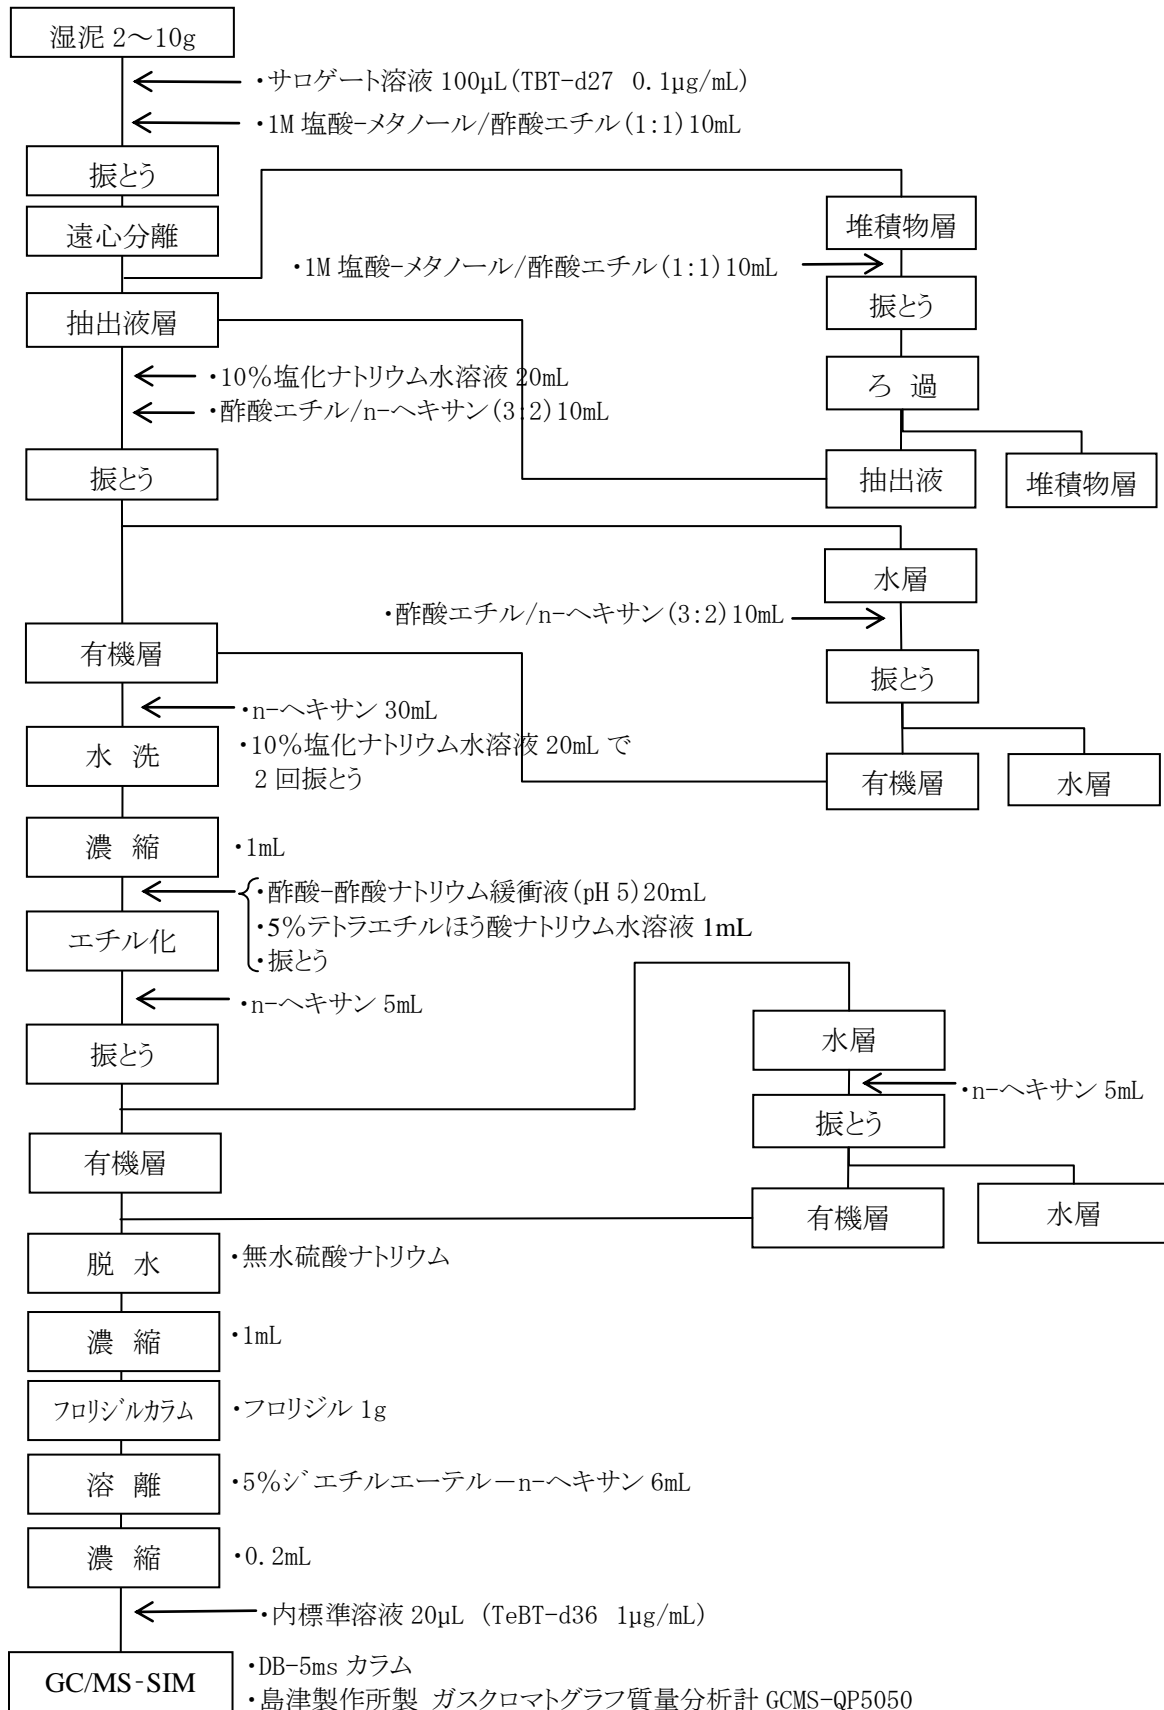 湿泥 2～10g
・サロゲート溶液 100µL(TBT-d27 0.1µg/mL)
・1M 塩酸-メタノール/酢酸エチル(1:1)10mL
振とう
遠心分離
堆積物層
・1M 塩酸-メタノール/酢酸エチル(1:1)10mL
振とう
抽出液層
ろ 過
・10%塩化ナトリウム水溶液 20mL
・酢酸エチル/n-ヘキサン(3:2)10mL
振とう
抽出液
堆積物層
水層
・酢酸エチル/n-ヘキサン(3:2)10mL
有機層
振とう
・n-ヘキサン 30mL
水 洗
・10%塩化ナトリウム水溶液 20mL で
2 回振とう
有機層
水層
濃 縮
・1mL
・酢酸-酢酸ナトリウム緩衝液(pH 5)20mL
エチル化
・5%テトラエチルほう酸ナトリウム水溶液 1mL
・振とう
・n-ヘキサン 5mL
振とう
水層
・n-ヘキサン 5mL
振とう
有機層
有機層
水層
脱 水
・無水硫酸ナトリウム
濃 縮
・1mL
フロリジルカラム
・フロリジル 1g
溶 離
・5%ジエチルエーテル－n-ヘキサン 6mL
濃 縮
・0.2mL
・内標準溶液 20µL (TeBT-d36 1µg/mL)
GC/MS-SIM
・DB-5ms カラム
・島津製作所製 ガスクロマトグラフ質量分析計 GCMS-QP5050